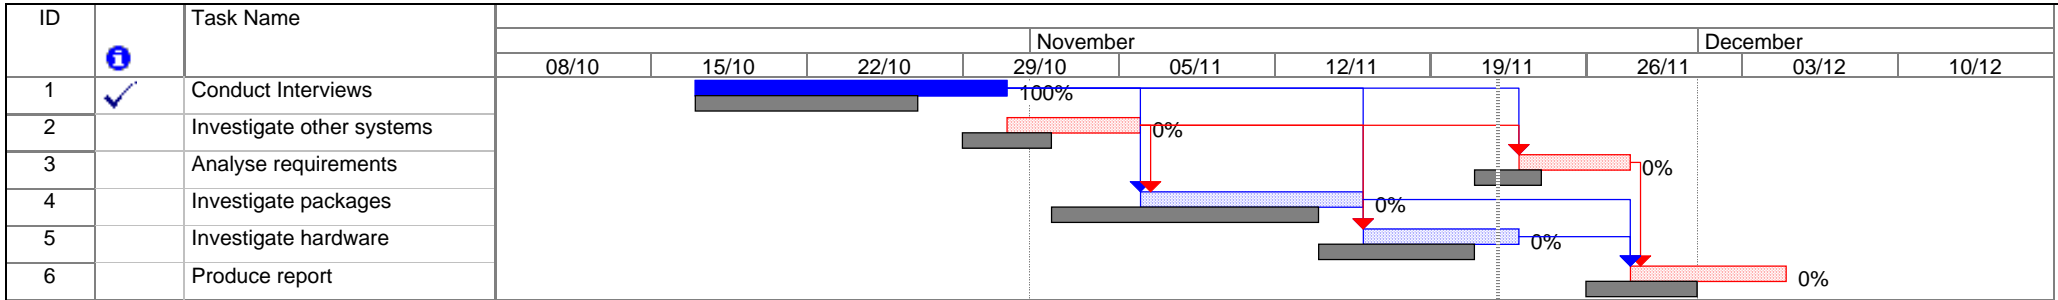 ID Task Name
November December
08/10 15/10 22/10 29/10 05/11 12/11 19/11 26/11 03/12 10/12
1 Conduct Interviews 100%
2 Investigate other systems 0%
3 Analyse requirements 0%
4 Investigate packages 0%
5 Investigate hardware 0%
6 Produce report 0%